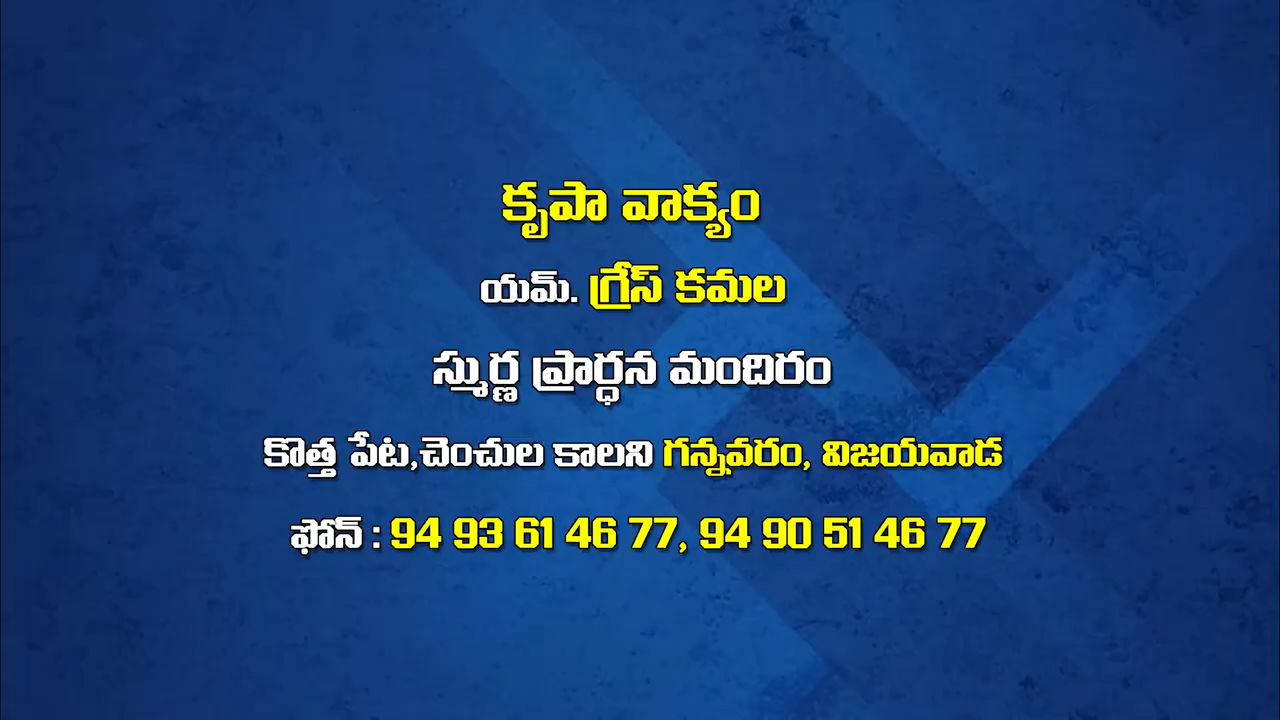 కృపా వాక్యం
యమ్. గ్రేస్ కమల
స్ముర్ణ ప్రార్ధన మందిరం
కొత్త పేట,చెంచుల కాలని గన్నవరం, విజయవాడ
ఫోన్ : 94 93 61 46 77, 94 90 51 46 77